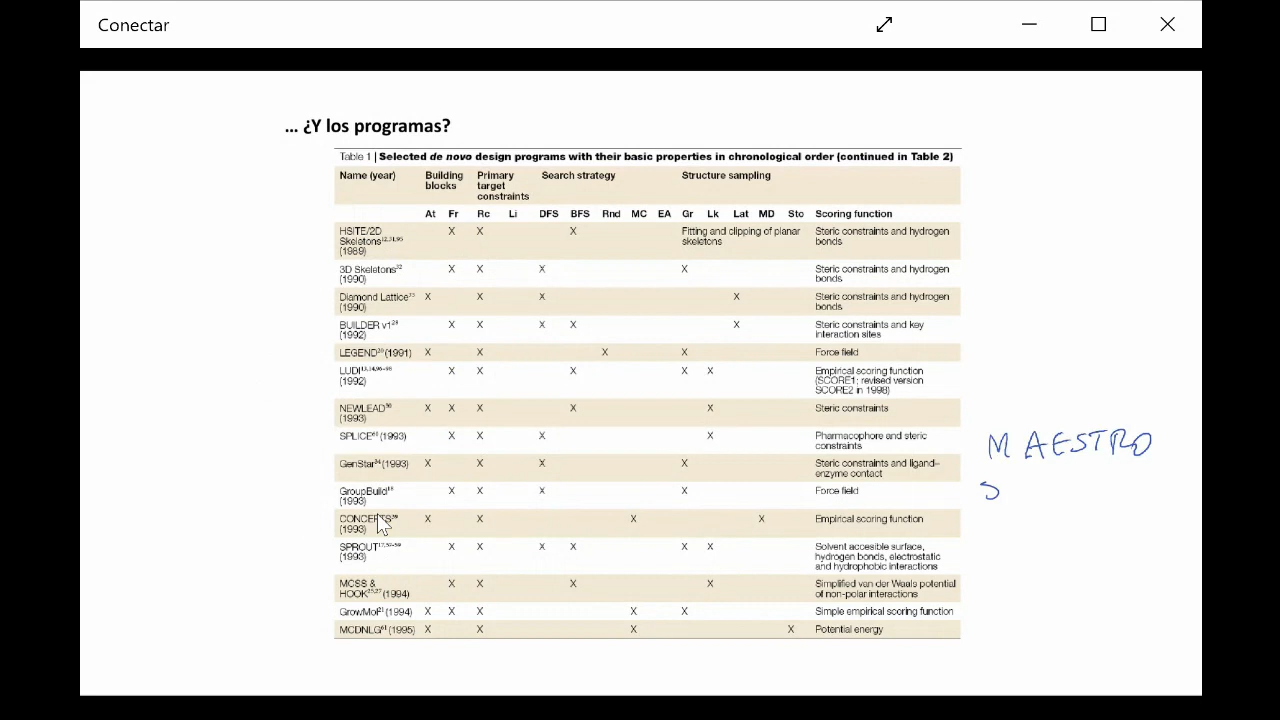 Conectar
... ¿Y los programas?
Table 1 | Selected de novo design programs with their basic properties in chronological order (continued in Table 2)
Name (year) Building blocks Primary target constraints Search strategy Structure sampling
At Fr Rc Li DFS BFS Rnd MC EA Gr Lk Lat MD Sto Scoring function
HSITE/2D Skeletons (1989) X X X Fitting and clipping of planar skeletons Steric constraints and hydrogen bonds
3D Skeletons (1990) X X X X Steric constraints and hydrogen bonds
Diamond Lattice (1990) X X X X Steric constraints and hydrogen bonds
BUILDER v1 (1992) X X X X X Steric constraints and key interaction sites
LEGEND (1991) X X X X Force field
LUDI (1992) X X X X X Empirical scoring function (SCORE1; revised version SCORE2 in 1998)
NEWLEAD (1993) X X X X X Steric constraints
SPLICE (1993) X X X X Pharmacophore and steric constraints
GenStar (1993) X X X X Steric constraints and ligand–enzyme contact
GroupBuild (1993) X X X X Force field
CONCERTS (1993) X X X X Empirical scoring function
SPROUT (1993) X X X X X X Solvent accesible surface, hydrogen bonds, electrostatic and hydrophobic interactions
MCSS & HOOK (1994) X X X X Simplified van der Waals potential of non-polar interactions
GrowMol (1994) X X X X X Simple empirical scoring function
MCDNLG (1995) X X X X Potential energy
MAESTRO
S